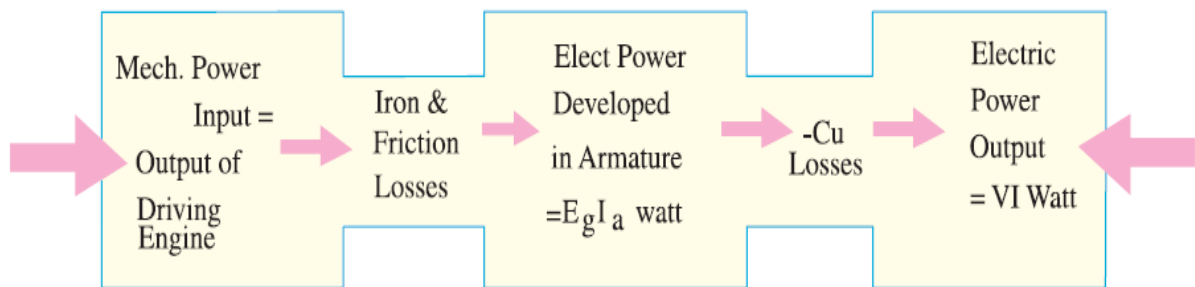 Mech. Power
Input =
Output of
Driving
Engine
Iron &
Friction
Losses
Elect Power
Developed
in Armature
=EgIa watt
-Cu
Losses
Electric
Power
Output
= VI Watt